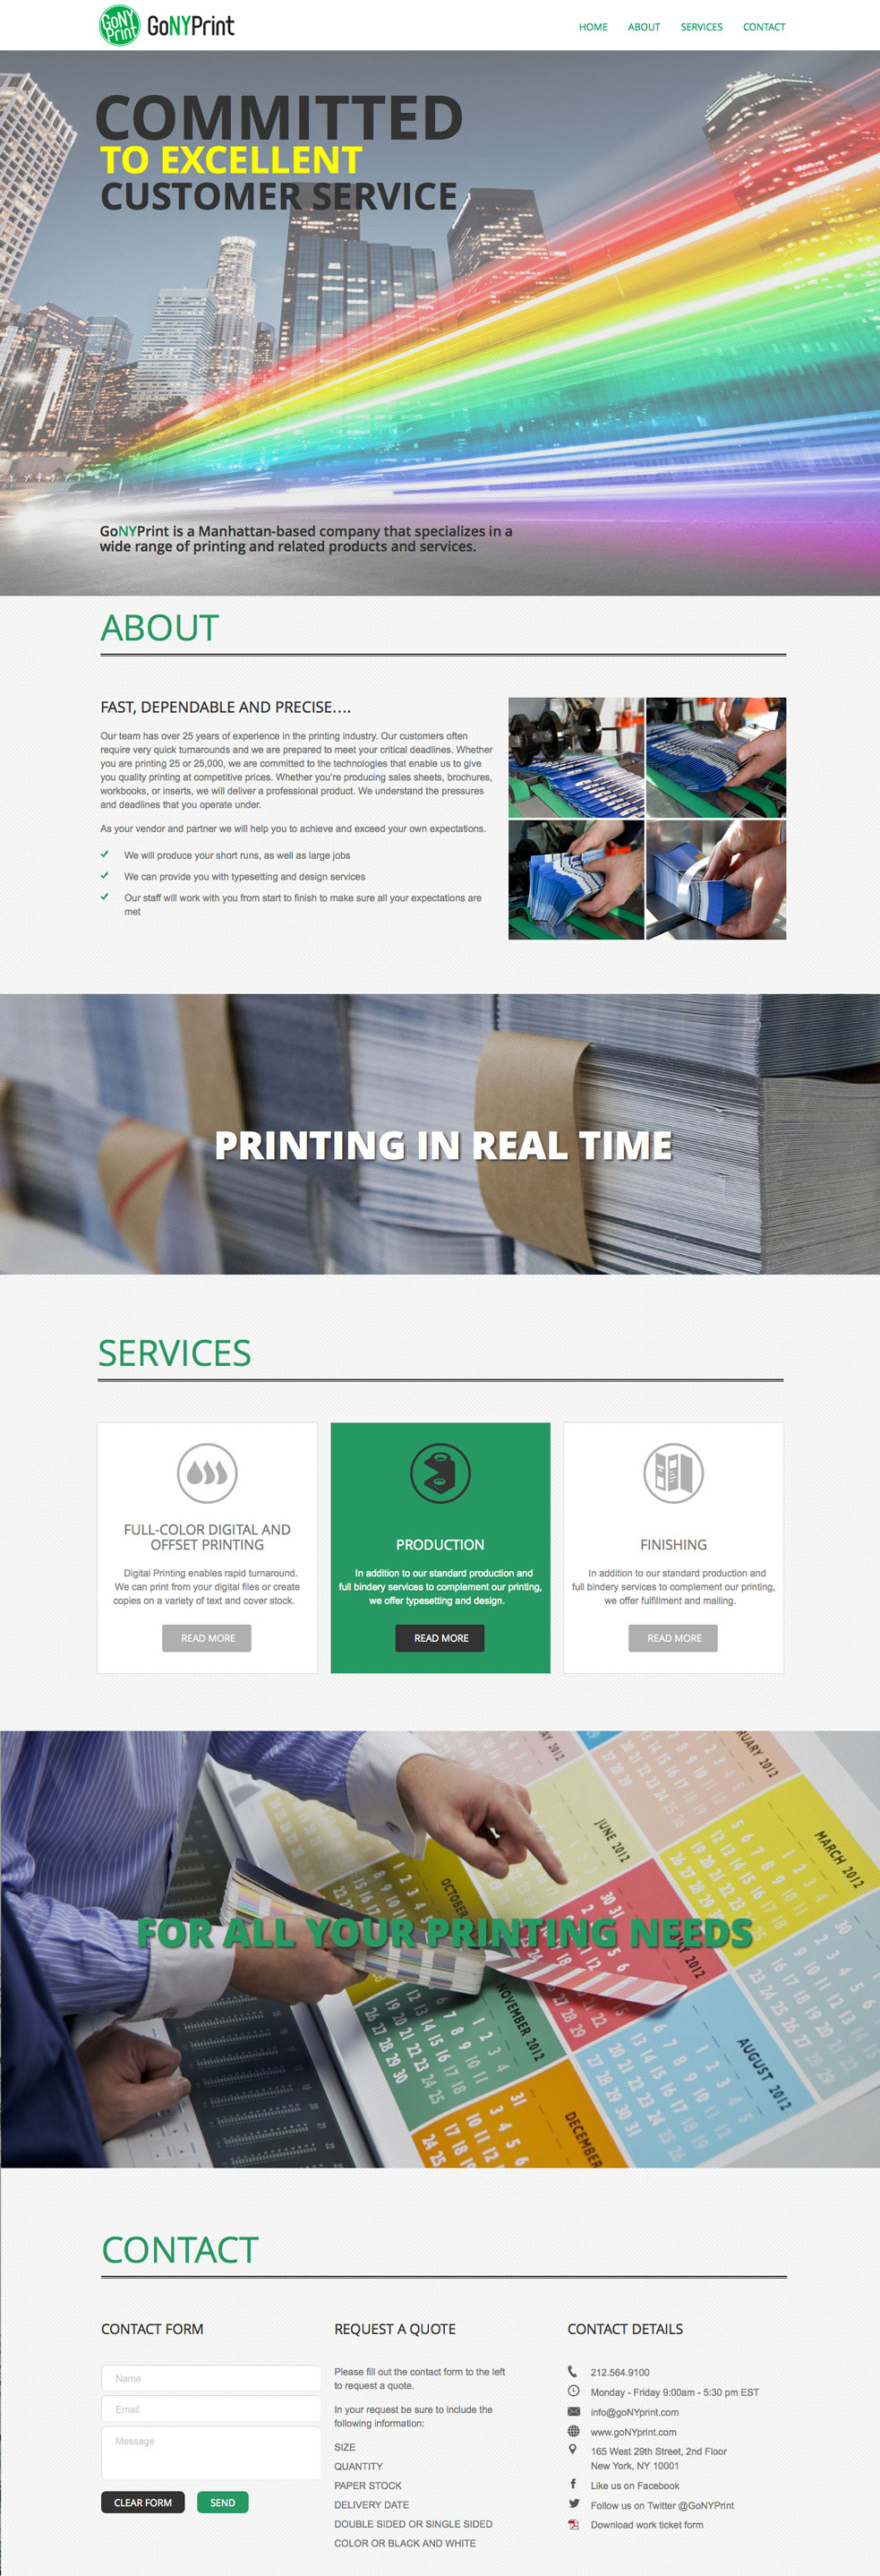 GoNY
Print
GoNYPrint
HOME ABOUT SERVICES CONTACT
COMMITTED
TO EXCELLENT
CUSTOMER SERVICE
GoNYPrint is a Manhattan-based company that specializes in a
wide range of printing and related products and services.
ABOUT
FAST, DEPENDABLE AND PRECISE....
Our team has over 25 years of experience in the printing industry. Our customers often
require very quick turnarounds and we are prepared to meet your critical deadlines. Whether
you are printing 25 or 25,000, we are committed to the technologies that enable us to give
you quality printing at competitive prices. Whether you're producing sales sheets, brochures,
workbooks, or inserts, we will deliver a professional product. We understand the pressures
and deadlines that you operate under.
As your vendor and partner we will help you to achieve and exceed your own expectations.
We will produce your short runs, as well as large jobs
We can provide you with typesetting and design services
Our staff will work with you from start to finish to make sure all your expectations are
met
PRINTING IN REAL TIME
SERVICES
FULL-COLOR DIGITAL AND
OFFSET PRINTING
Digital Printing enables rapid turnaround.
We can print from your digital files or create
copies on a variety of text and cover stock.
READ MORE
PRODUCTION
In addition to our standard production and
full bindery services to complement our printing,
we offer typesetting and design.
READ MORE
FINISHING
In addition to our standard production and
full bindery services to complement our printing,
we offer fulfillment and mailing.
READ MORE
FOR ALL YOUR PRINTING NEEDS
JUNE 2012
MARCH 2012
NOVEMBER 2012
AUGUST 2012
DECEMBER
CONTACT
CONTACT FORM
Name
Email
Message
CLEAR FORM SEND
REQUEST A QUOTE
Please fill out the contact form to the left
to request a quote.
In your request be sure to include the
following information:
SIZE
QUANTITY
PAPER STOCK
DELIVERY DATE
DOUBLE SIDED OR SINGLE SIDED
COLOR OR BLACK AND WHITE
CONTACT DETAILS
212.564.9100
Monday - Friday 9:00am - 5:30 pm EST
info@goNYprint.com
www.goNYprint.com
165 West 29th Street, 2nd Floor
New York, NY 10001
Like us on Facebook
Follow us on Twitter @GoNYPrint
Download work ticket form